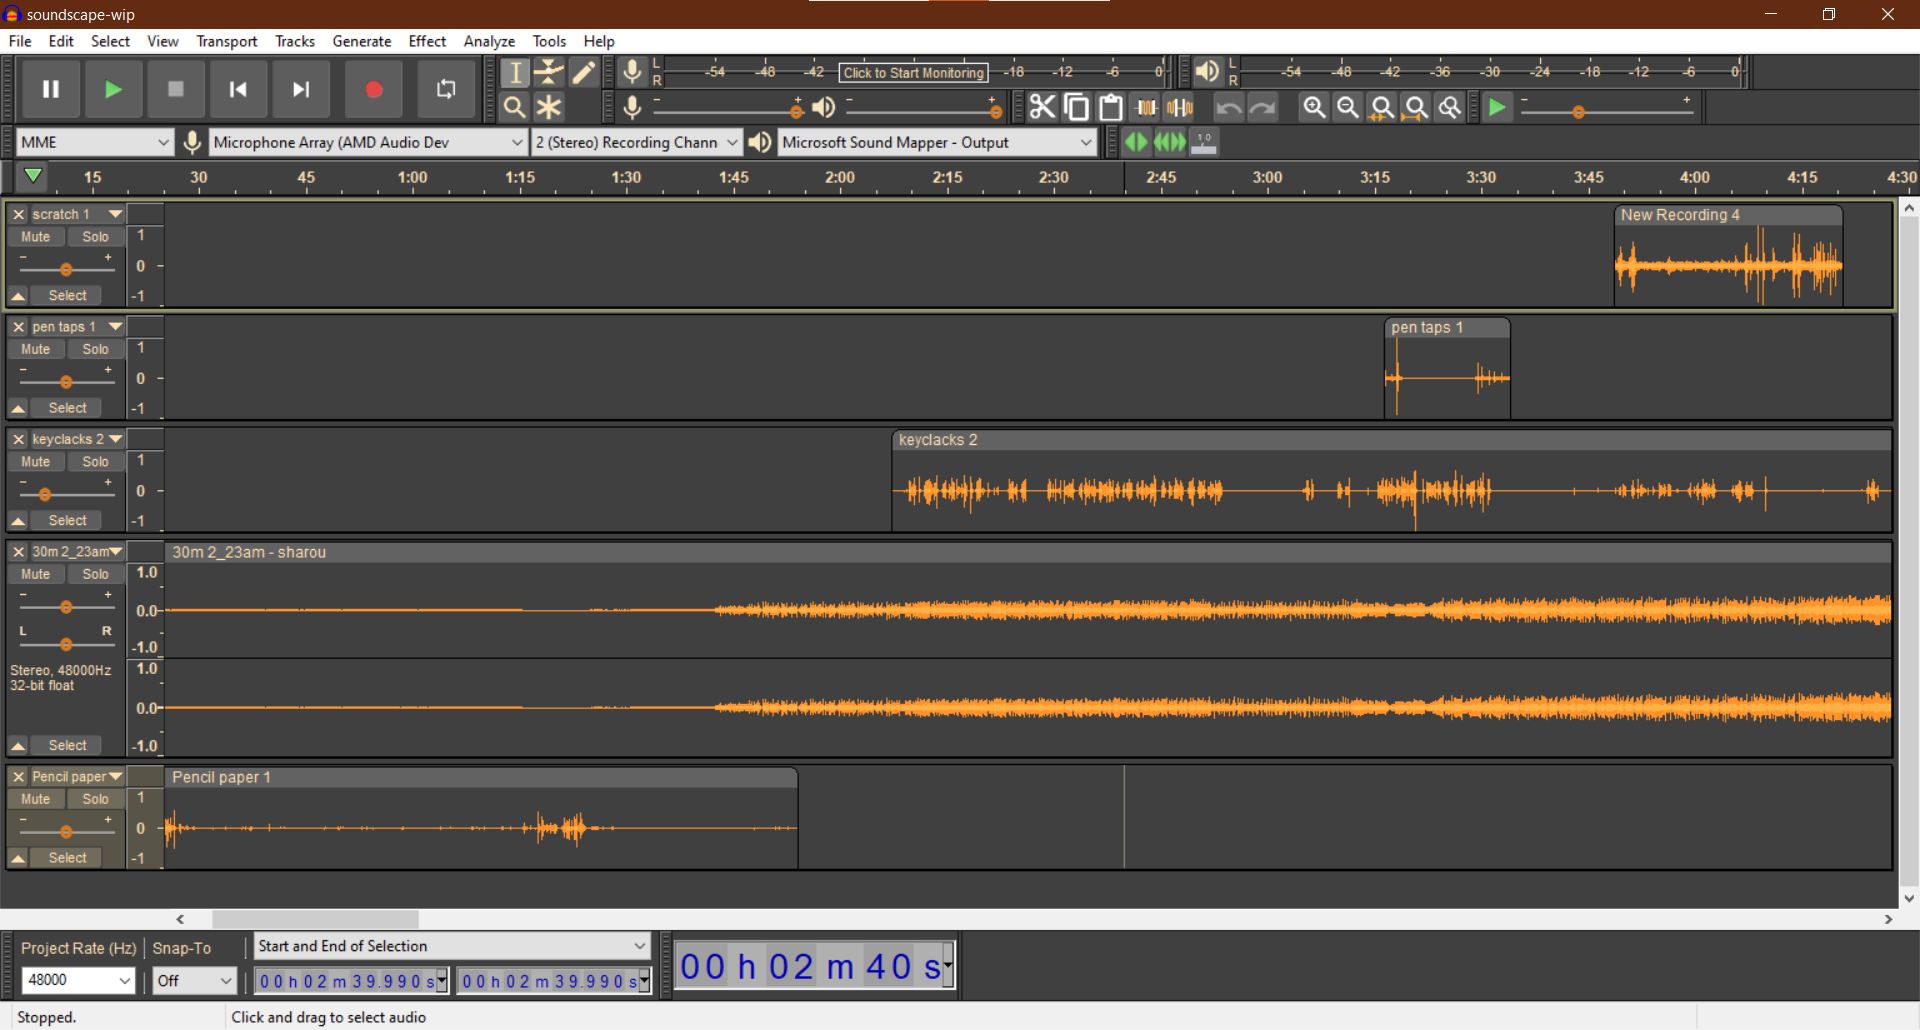 soundscape-wip
File Edit Select View Transport Tracks Generate Effect Analyze Tools Help
L R -54 -48 -42 Click to Start Monitoring -18 -12 -6 0 L R -54 -48 -42 -36 -30 -24 -18 -12 -6 0
- + - + - +
MME Microphone Array (AMD Audio Dev 2 (Stereo) Recording Chann Microsoft Sound Mapper - Output
15 30 45 1:00 1:15 1:30 1:45 2:00 2:15 2:30 2:45 3:00 3:15 3:30 3:45 4:00 4:15 4:30
scratch 1 New Recording 4
Mute Solo 1
- + 0
Select -1
pen taps 1 pen taps 1
Mute Solo 1
- + 0
Select -1
keyclacks 2 keyclacks 2
Mute Solo 1
- + 0
Select -1
30m 2_23am 30m 2_23am - sharou
Mute Solo 1.0
- + 0.0
L R -1.0
Stereo, 48000Hz 1.0
32-bit float
0.0
Select -1.0
Pencil paper Pencil paper 1
Mute Solo 1
- + 0
Select -1
Project Rate (Hz) Snap-To Start and End of Selection
48000 Off 00 h 02 m 39.990 s 00 h 02 m 39.990 s 00 h 02 m 40 s
Stopped. Click and drag to select audio